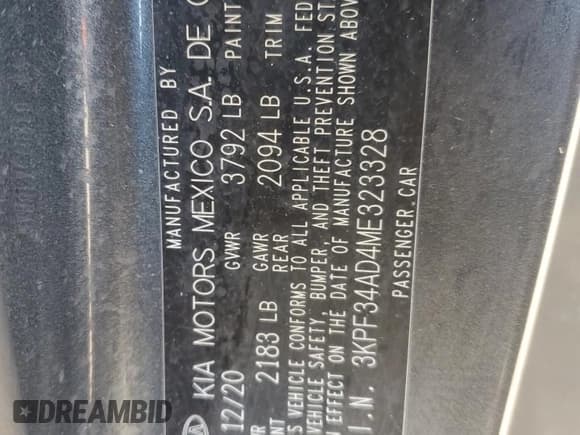 MANUFACTURED BY
KIA MOTORS MEXICO S.A. DE
12/20 GVWR 3792 LB PAINT
2183 LB GAWR REAR 2094 LB TRIM
VEHICLE CONFORMS TO ALL APPLICABLE U.S.A. FED
VEHICLE SAFETY, BUMPER, AND THEFT PREVENTION ST
EFFECT ON THE DATE OF MANUFACTURE SHOWN ABOV
I.N. 3KPF34AD4ME323328
PASSENGER CAR
DREAMBID